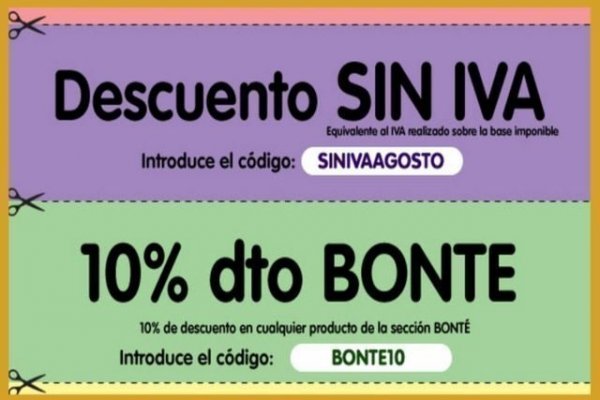 Descuento SIN IVA
Equivalente al IVA realizado sobre la base imponible
Introduce el código: SINIVAAGOSTO
10% dto BONTE
10% de descuento en cualquier producto de la sección BONTÉ
Introduce el código: BONTE10